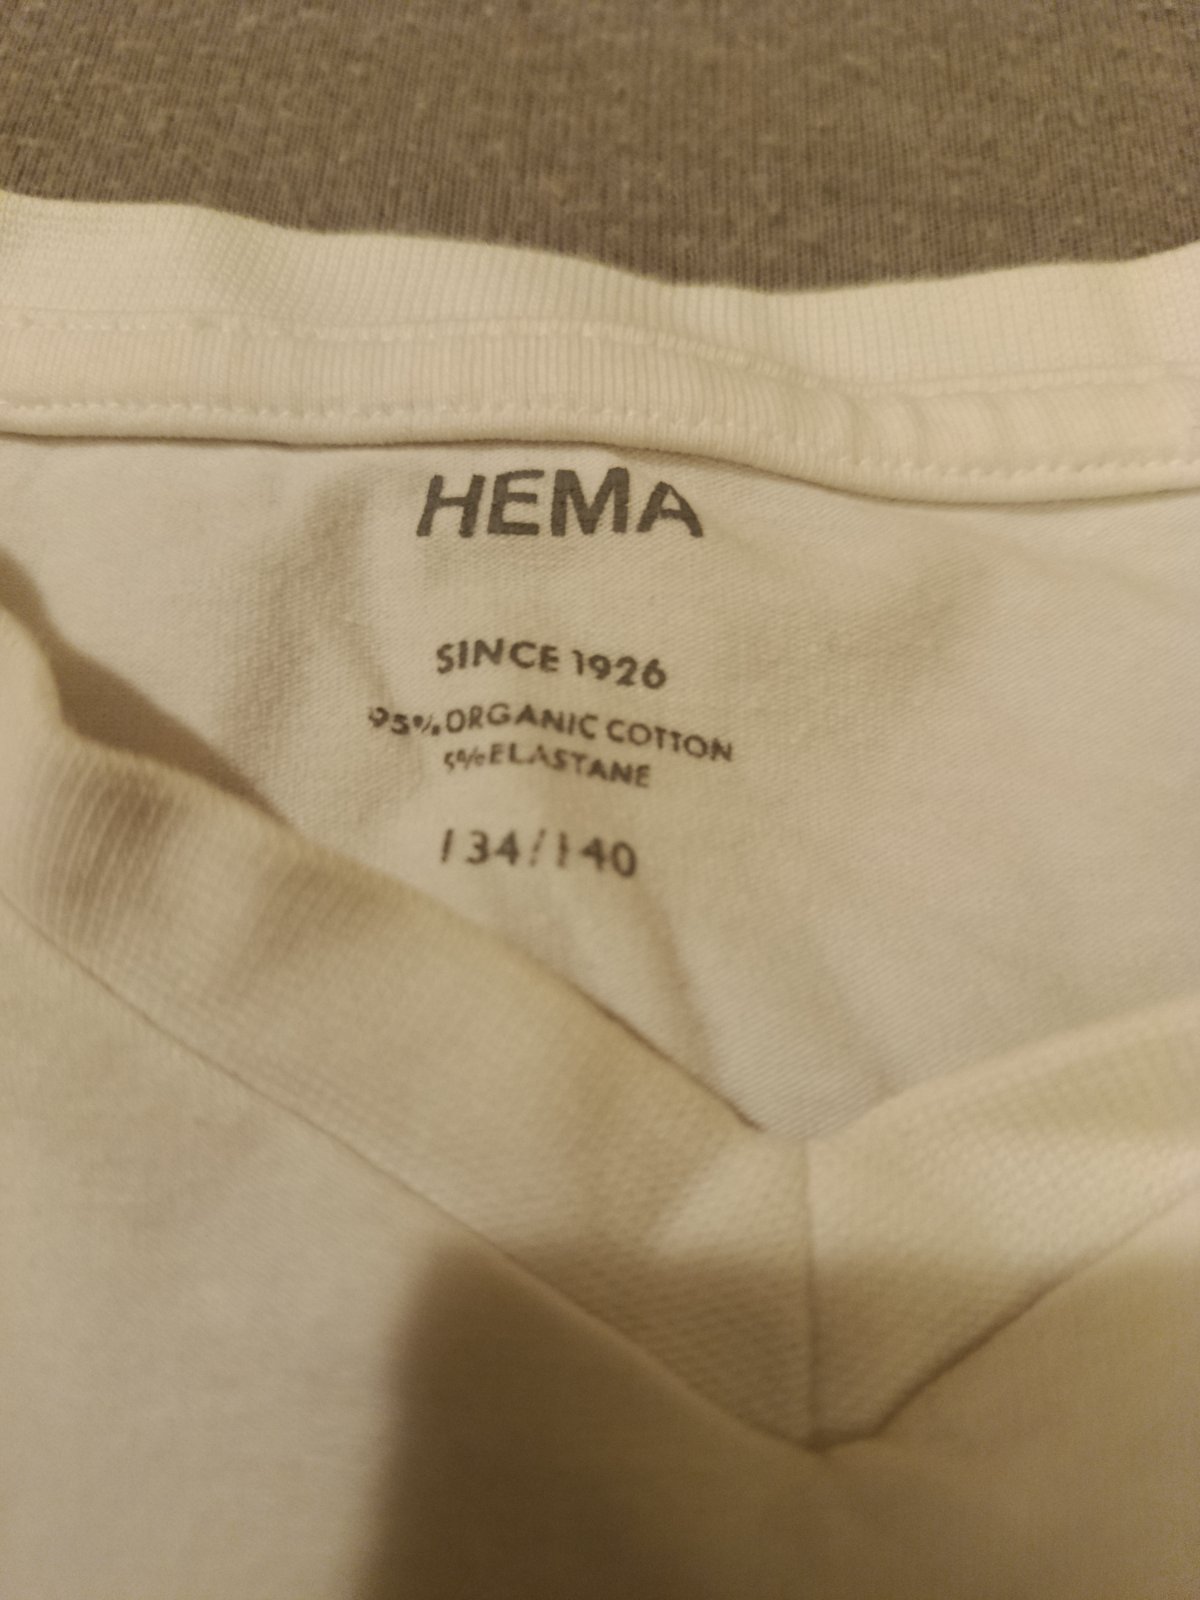 HEMA
SINCE 1926
95% ORGANIC COTTON
5% ELASTANE
134/140